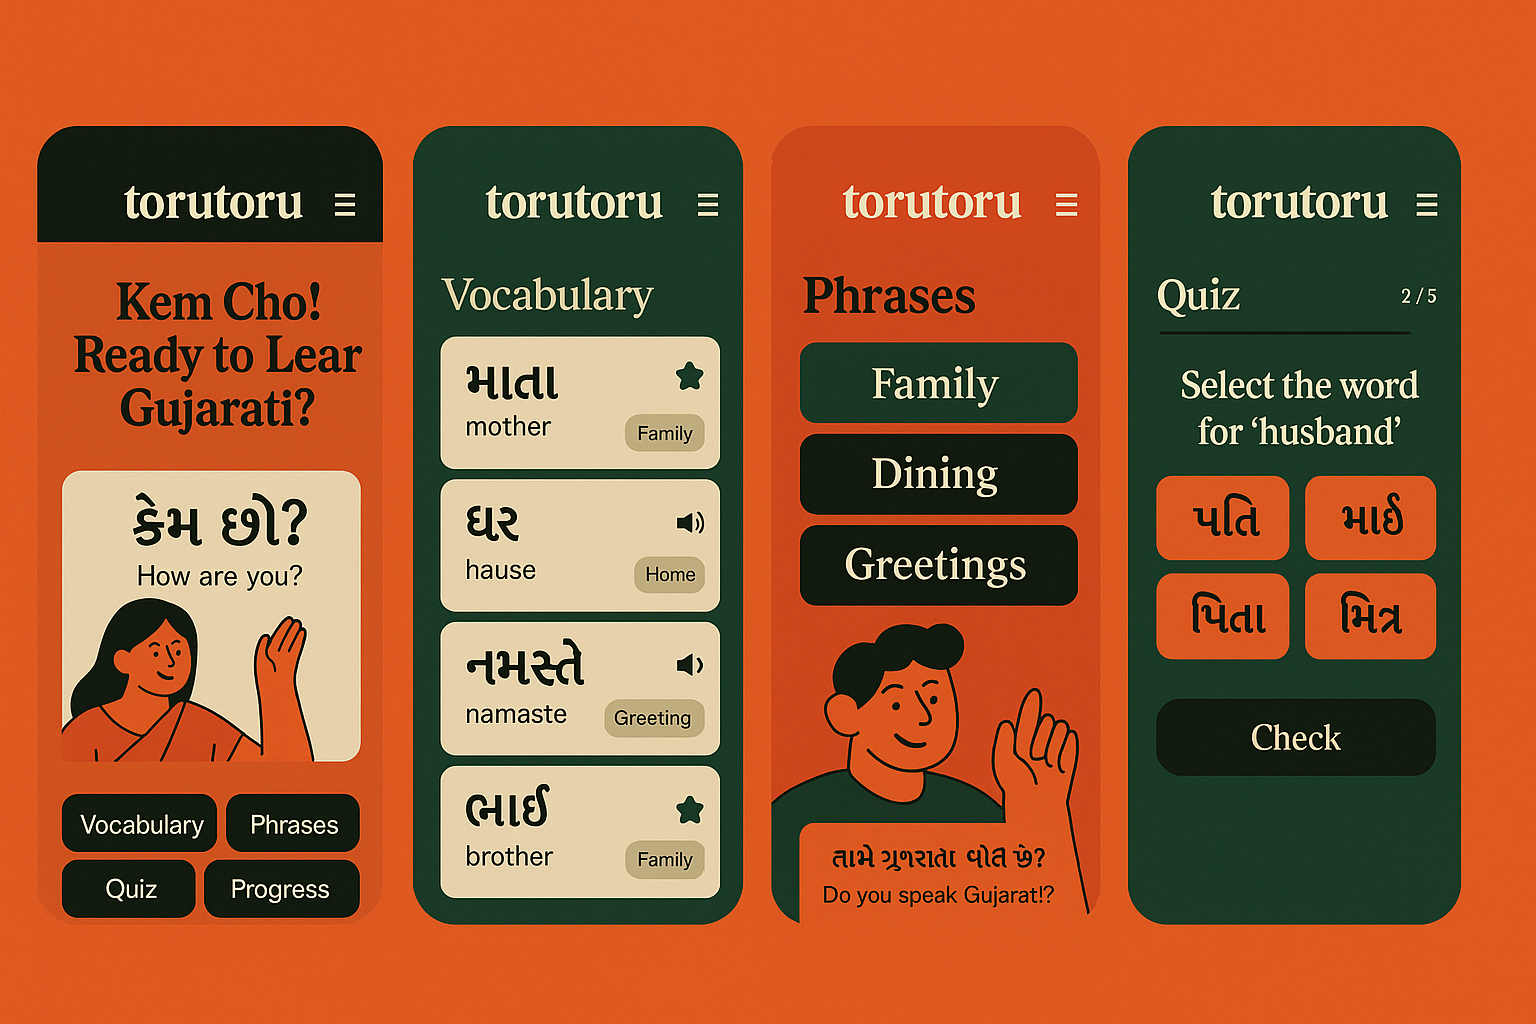 torutoru
Kem Cho!
Ready to Lear
Gujarati?
કેમ છો?
How are you?
Vocabulary
Phrases
Quiz
Progress
torutoru
Vocabulary
માતા
mother
Family
ઘર
hause
Home
નમસ્તે
namaste
Greeting
ભાઈ
brother
Family
torutoru
Phrases
Family
Dining
Greetings
તામે ગુજરાતી
Do you speak Gujarat!?
torutoru
Quiz
2/5
Select the word
for ‘husband’
પતિ
માઈ
પિતા
મિત્ર
Check